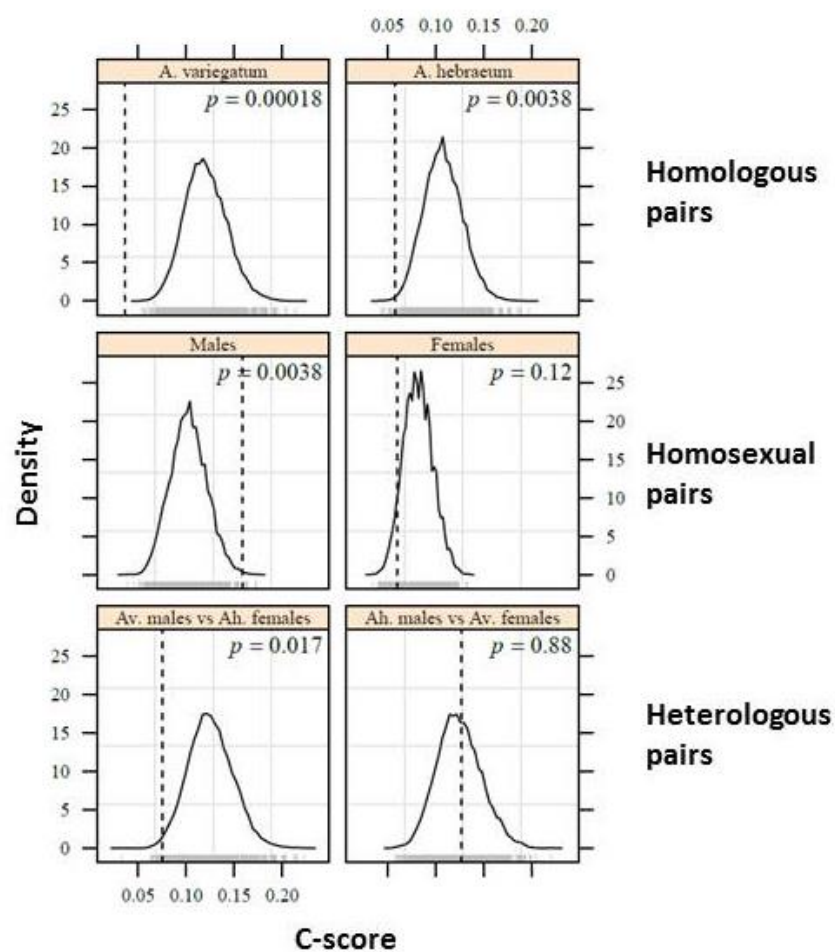 0.05 0.10 0.15 0.20
A. variegatum
A. hebraeum
p = 0.00018
p = 0.0038
25
20
15
10
5
0
Homologous
pairs
Males
Females
p = 0.0038
p = 0.12
25
20
15
10
5
0
Homosexual
pairs
Density
Av. males vs Ah. females
Ah. males vs Av. females
p = 0.017
p = 0.88
25
20
15
10
5
0
Heterologous
pairs
0.05 0.10 0.15 0.20
C-score